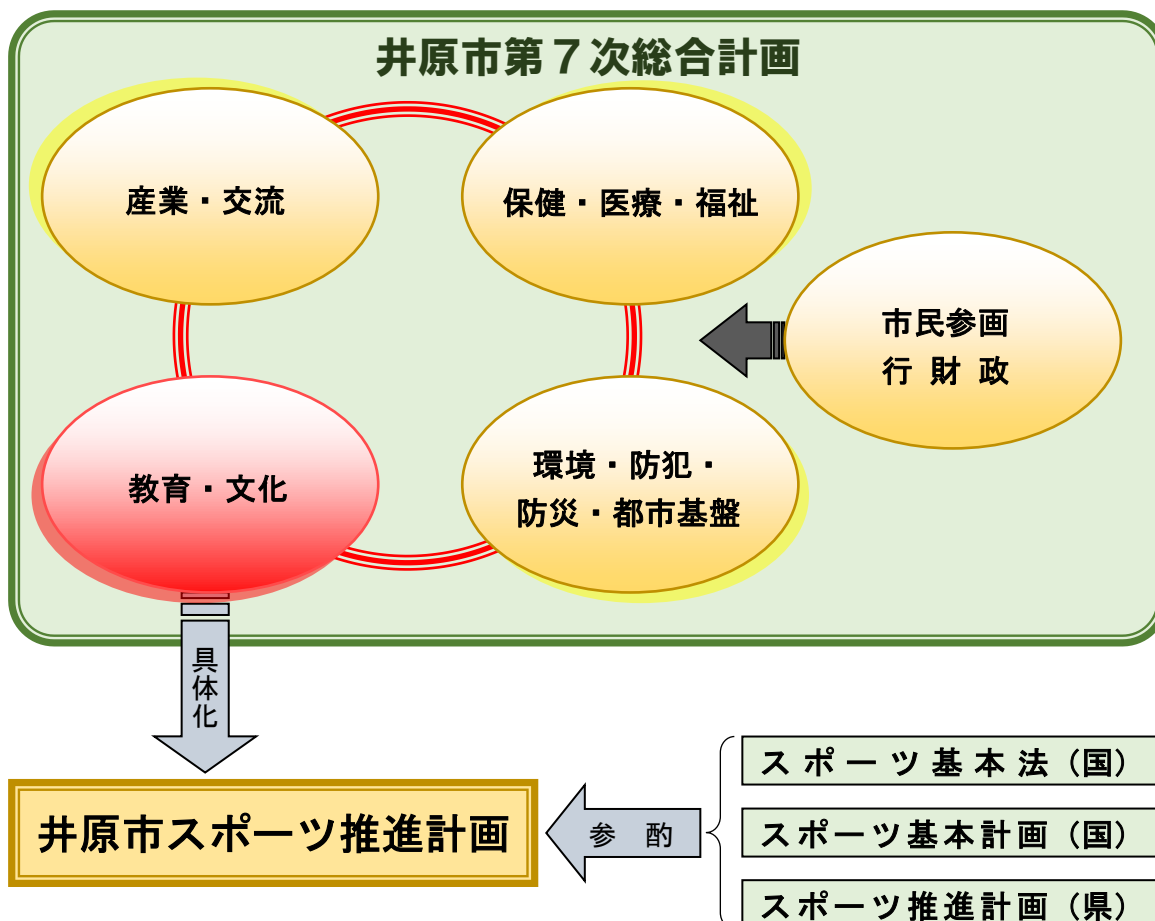 井原市第７次総合計画
産業・交流
保健・医療・福祉
市民参画
行財政
教育・文化
環境・防犯・
防災・都市基盤
具体化
スポーツ基本法（国）
井原市スポーツ推進計画
参酌
スポーツ基本計画（国）
スポーツ推進計画（県）